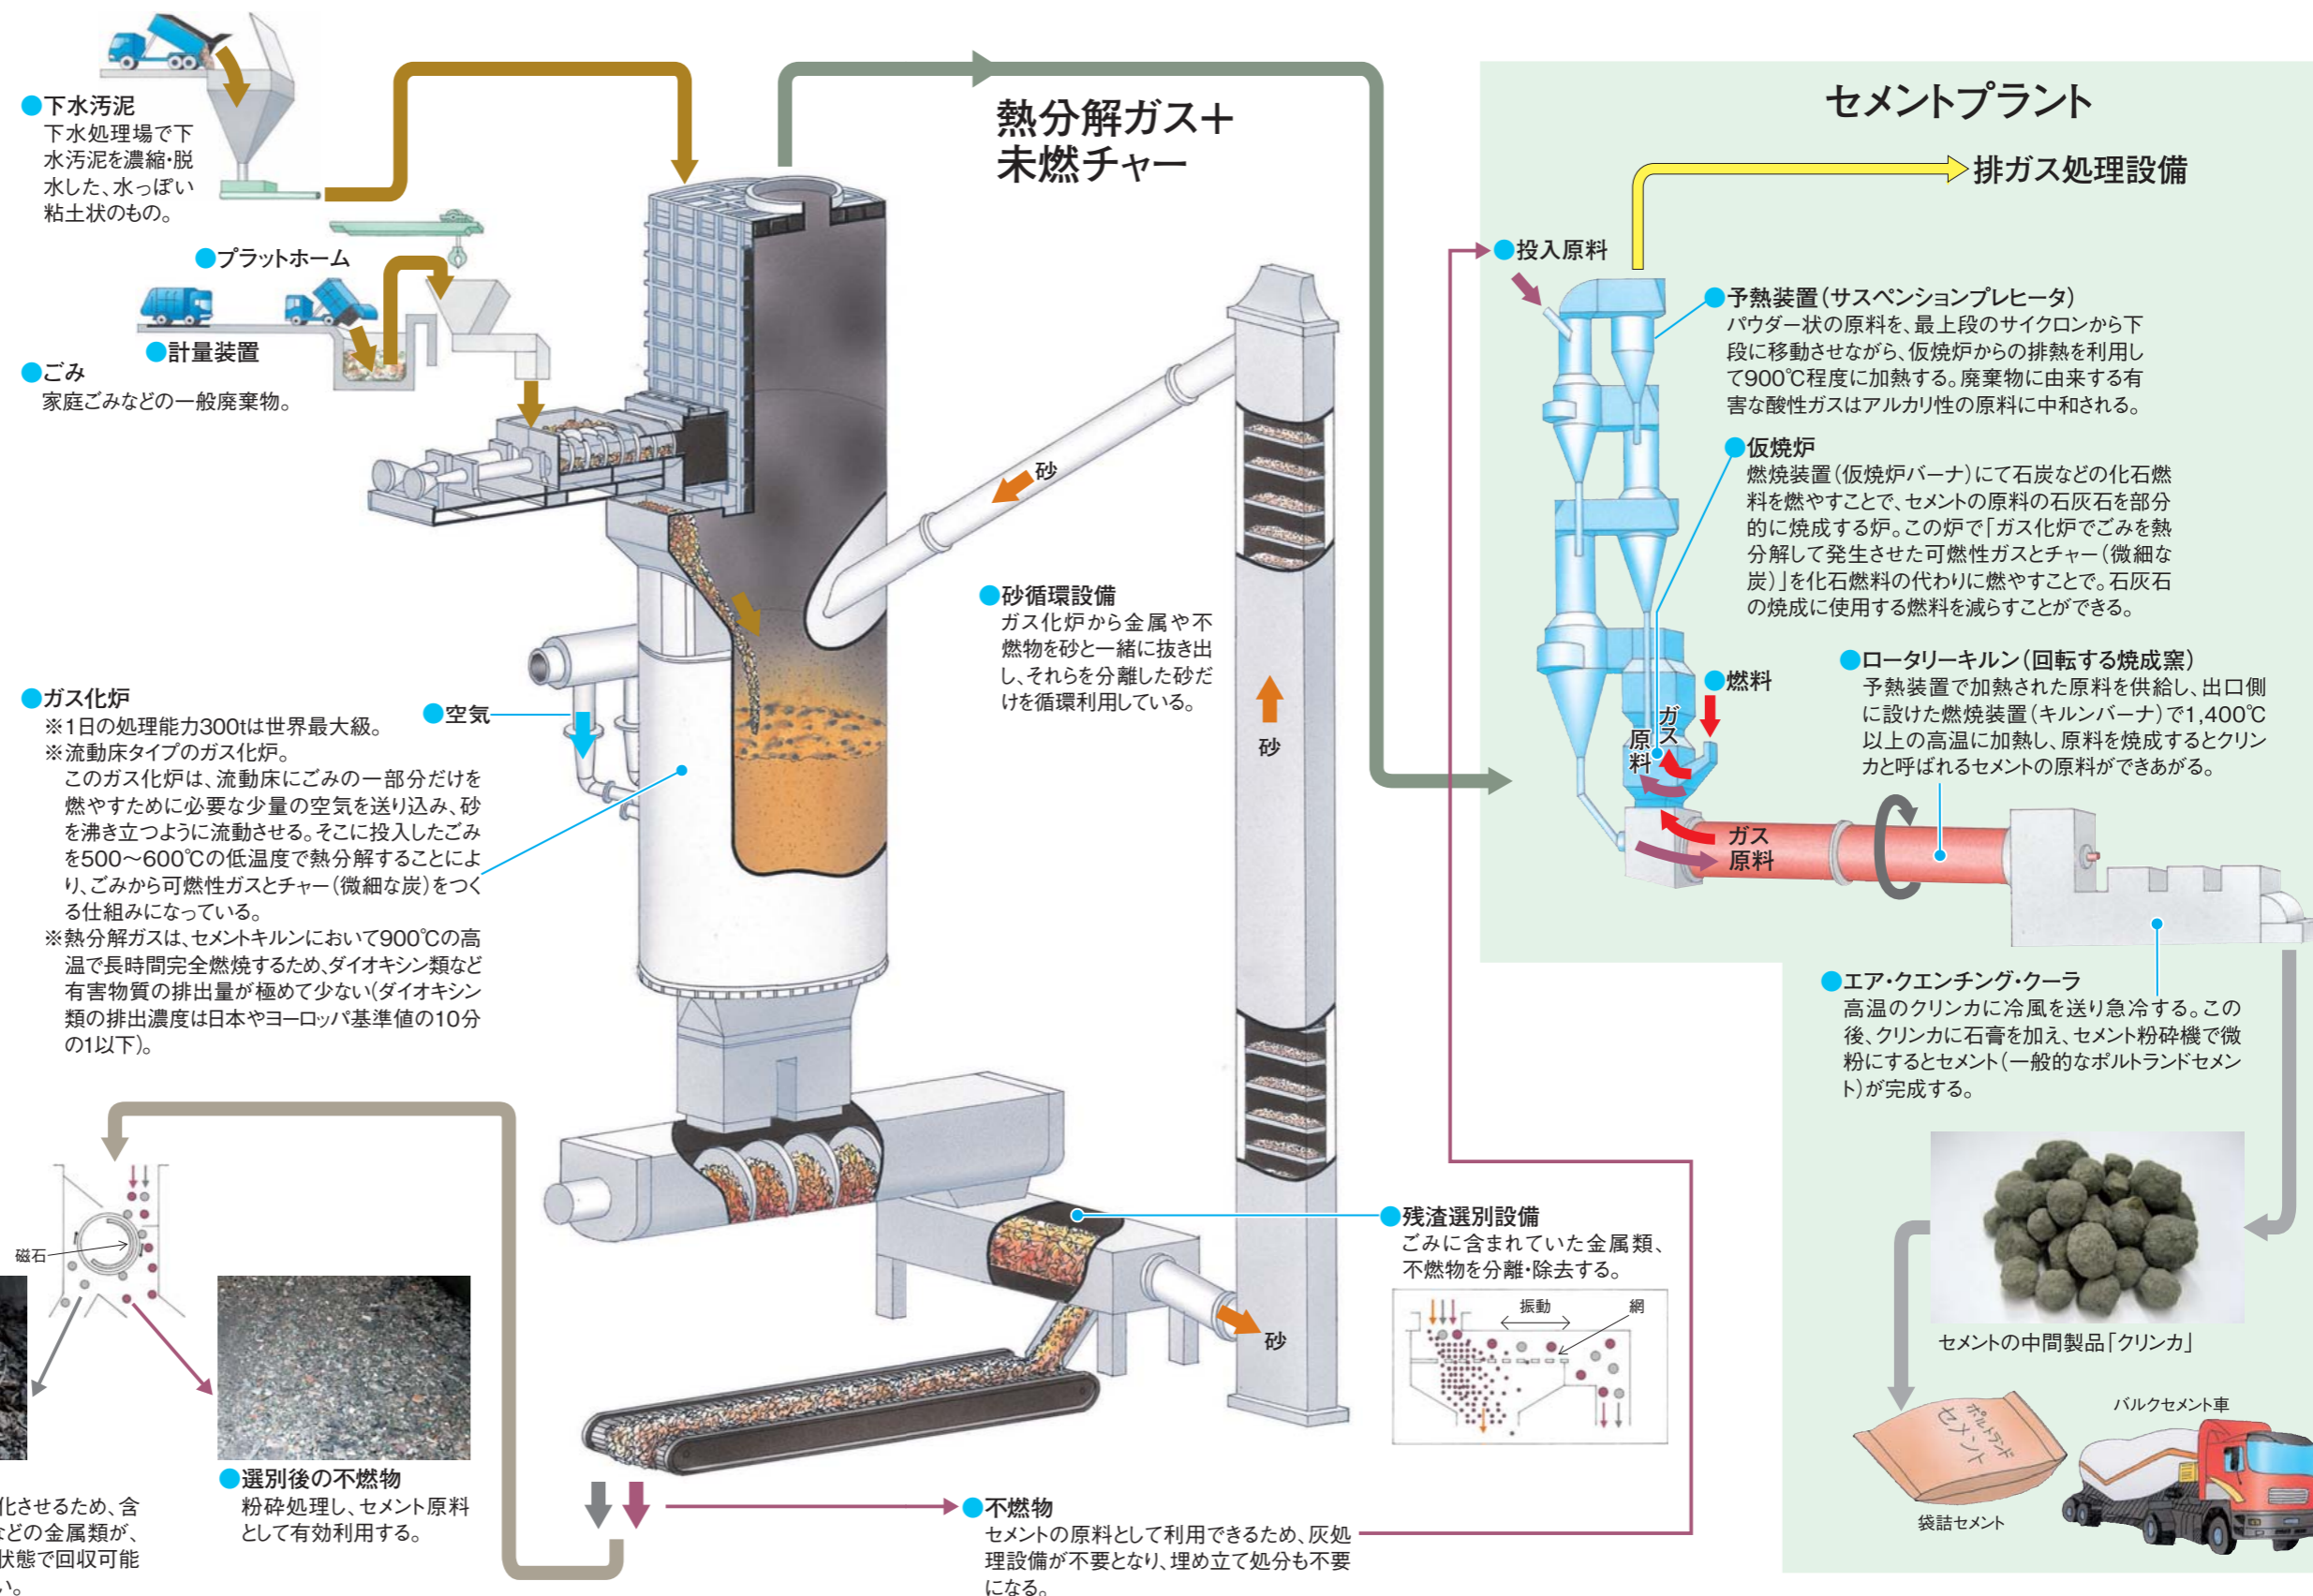 ●下水汚泥
下水処理場で下
水汚泥を濃縮・脱
水した、水っぽい
粘土状のもの。
●プラットホーム
●計量装置
●ごみ
家庭ごみなどの一般廃棄物。
熱分解ガス＋
未燃チャー
砂
●砂循環設備
ガス化炉から金属や不
燃物を砂と一緒に抜き出
し、それらを分離した砂だ
けを循環利用している。
砂
●空気
●ガス化炉
※1日の処理能力300tは世界最大級。
※流動床タイプのガス化炉。
このガス化炉は、流動床にごみの一部分だけを
燃やすために必要な少量の空気を送り込み、砂
を沸き立つように流動させる。そこに投入したごみ
を500～600℃の低温度で熱分解することによ
り、ごみから可燃性ガスとチャー（微細な炭）をつく
る仕組みになっている。
※熱分解ガスは、セメントキルンにおいて900℃の高
温で長時間完全燃焼するため、ダイオキシン類など
有害物質の排出量が極めて少ない（ダイオキシン
類の排出濃度は日本やヨーロッパ基準値の10分
の1以下）。
磁石
化させるため、含
などの金属類が、
状態で回収可能
い。
●選別後の不燃物
粉砕処理し、セメント原料
として有効利用する。
砂
●残渣選別設備
ごみに含まれていた金属類、
不燃物を分離・除去する。
振動
網
●不燃物
セメントの原料として利用できるため、灰処
理設備が不要となり、埋め立て処分も不要
になる。
セメントプラント
排ガス処理設備
●投入原料
●予熱装置（サスペンションプレヒータ）
パウダー状の原料を、最上段のサイクロンから下
段に移動させながら、仮焼炉からの排熱を利用し
て900℃程度に加熱する。廃棄物に由来する有
害な酸性ガスはアルカリ性の原料に中和される。
●仮焼炉
燃焼装置（仮焼炉バーナ）にて石炭などの化石燃
料を燃やすことで、セメントの原料の石灰石を部分
的に焼成する炉。この炉で「ガス化炉でごみを熱
分解して発生させた可燃性ガスとチャー（微細な
炭）」を化石燃料の代わりに燃やすことで。石灰石
の焼成に使用する燃料を減らすことができる。
●燃料
ガス
原料
●ロータリーキルン（回転する焼成窯）
予熱装置で加熱された原料を供給し、出口側
に設けた燃焼装置（キルンバーナ）で1,400℃
以上の高温に加熱し、原料を焼成するとクリン
カと呼ばれるセメントの原料ができあがる。
ガス
原料
●エア・クエンチング・クーラ
高温のクリンカに冷風を送り急冷する。この
後、クリンカに石膏を加え、セメント粉砕機で微
粉にするとセメント（一般的なポルトランドセメン
ト）が完成する。
セメントの中間製品「クリンカ」
ポルトランド
セメント
袋詰セメント
バルクセメント車